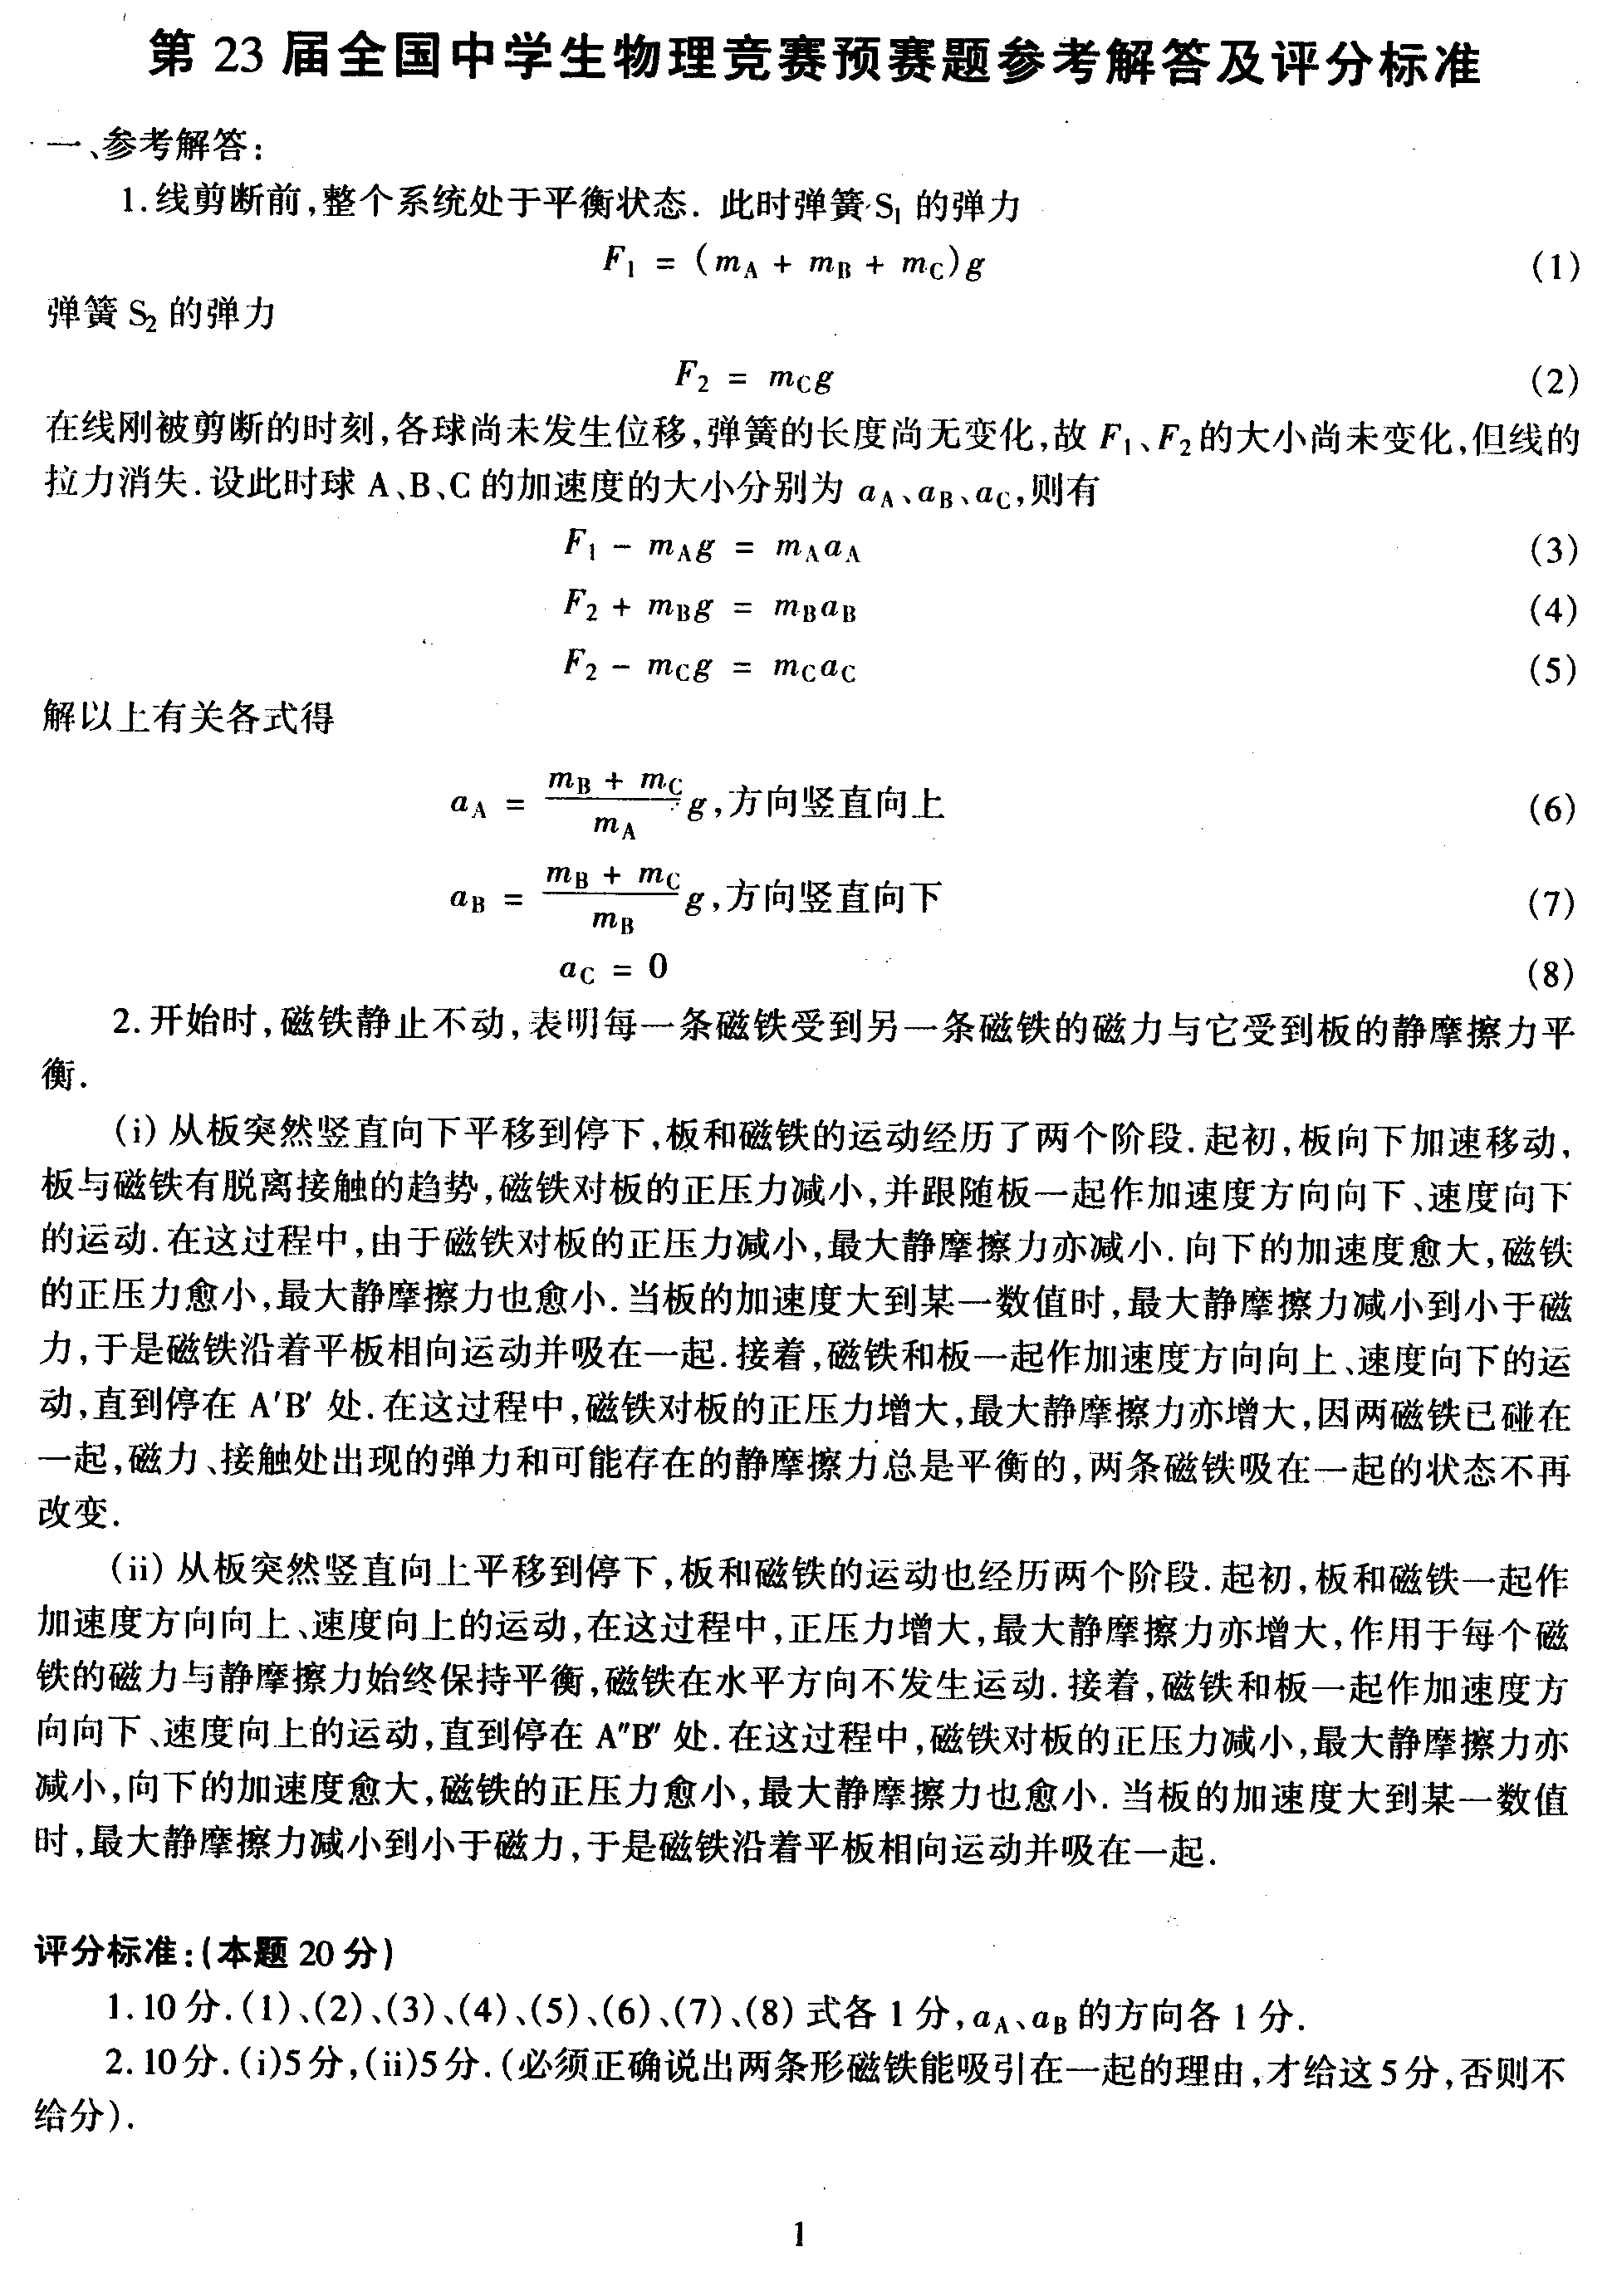 第 23 届全国中学生物理竞赛预赛题参考解答及评分标准
一、参考解答:
1.线剪断前,整个系统处于平衡状态. 此时弹簧 S₁ 的弹力
F₁ = (m_A + m_B + m_C)g (1)
弹簧 S₂ 的弹力
F₂ = m_C g (2)
在线刚被剪断的时刻,各球尚未发生位移,弹簧的长度尚无变化,故 F₁、F₂的大小尚未变化,但线的
拉力消失.设此时球 A、B、C 的加速度的大小分别为 a_A、a_B、a_C,则有
F₁ − m_A g = m_A a_A (3)
F₂ + m_B g = m_B a_B (4)
F₂ − m_C g = m_C a_C (5)
解以上有关各式得
a_A = \frac{m_B + m_C}{m_A} g,方向竖直向上 (6)
a_B = \frac{m_B + m_C}{m_B} g,方向竖直向下 (7)
a_C = 0 (8)
2.开始时,磁铁静止不动,表明每一条磁铁受到另一条磁铁的磁力与它受到板的静摩擦力平
衡.
(i)从板突然竖直向下平移到停下,板和磁铁的运动经历了两个阶段.起初,板向下加速移动,
板与磁铁有脱离接触的趋势,磁铁对板的正压力减小,并跟随板一起作加速度方向向下、速度向下
的运动.在这过程中,由于磁铁对板的正压力减小,最大静摩擦力亦减小.向下的加速度愈大,磁铁
的正压力愈小,最大静摩擦力也愈小.当板的加速度大到某一数值时,最大静摩擦力减小到小于磁
力,于是磁铁沿着平板相向运动并吸在一起.接着,磁铁和板一起作加速度方向向上、速度向下的运
动,直到停在 A′B′ 处.在这过程中,磁铁对板的正压力增大,最大静摩擦力亦增大,因两磁铁已碰在
一起,磁力、接触处出现的弹力和可能存在的静摩擦力总是平衡的,两条磁铁吸在一起的状态不再
改变.
(ii)从板突然竖直向上平移到停下,板和磁铁的运动也经历两个阶段.起初,板和磁铁一起作
加速度方向向上、速度向上的运动,在这过程中,正压力增大,最大静摩擦力亦增大,作用于每个磁
铁的磁力与静摩擦力始终保持平衡,磁铁在水平方向不发生运动.接着,磁铁和板一起作加速度方
向向下、速度向上的运动,直到停在 A″B″ 处.在这过程中,磁铁对板的正压力减小,最大静摩擦力亦
减小,向下的加速度愈大,磁铁的正压力愈小,最大静摩擦力也愈小.当板的加速度大到某一数值
时,最大静摩擦力减小到小于磁力,于是磁铁沿着平板相向运动并吸在一起.
评分标准:(本题 20 分)
1.10 分.(1)、(2)、(3)、(4)、(5)、(6)、(7)、(8) 式各 1 分,a_A、a_B 的方向各 1 分.
2.10分.(i)5分,(ii)5分.(必须正确说出两条形磁铁能吸引在一起的理由,才给这5分,否则不
给分).
1